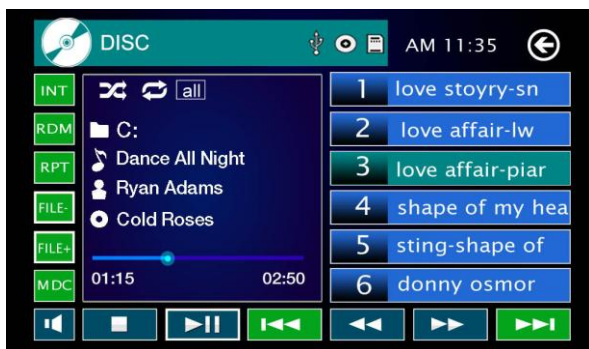 DISC
AM 11:35
INT
RDM
RPT
FILE-
FILE+
MDC
all
C:
Dance All Night
Ryan Adams
Cold Roses
01:15 02:50
1 love stoyry-sn
2 love affair-lw
3 love affair-piar
4 shape of my hea
5 sting-shape of
6 donny osmor